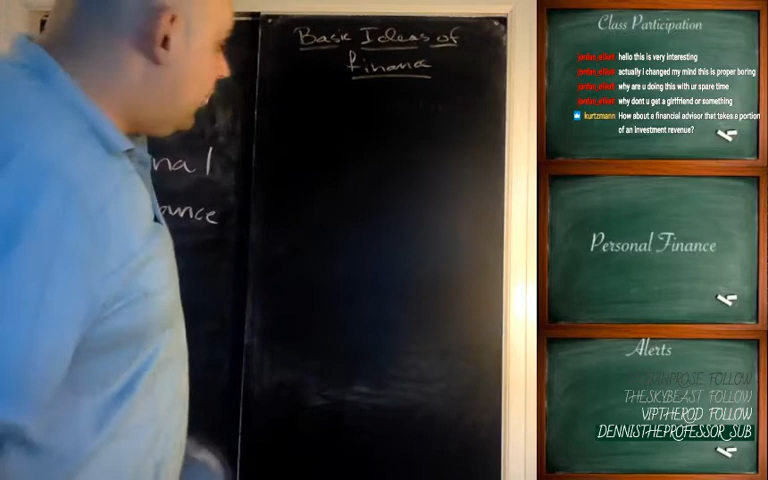 Basic Ideas of
finance
nal
Class Participation
jordan_elliott hello this is very interesting
jordan_elliott actually I changed my mind this is proper boring
jordan_elliott why are u doing this with ur spare time
jordan_elliott why dont u get a girlfriend or something
kurtzmann How about a financial advisor that takes a portion
of an investment revenue?
Personal Finance
Alerts
FOLLOW
THESKYBEAST FOLLOW
VIPTHEROD FOLLOW
DENNISTHEPROFESSOR SUB